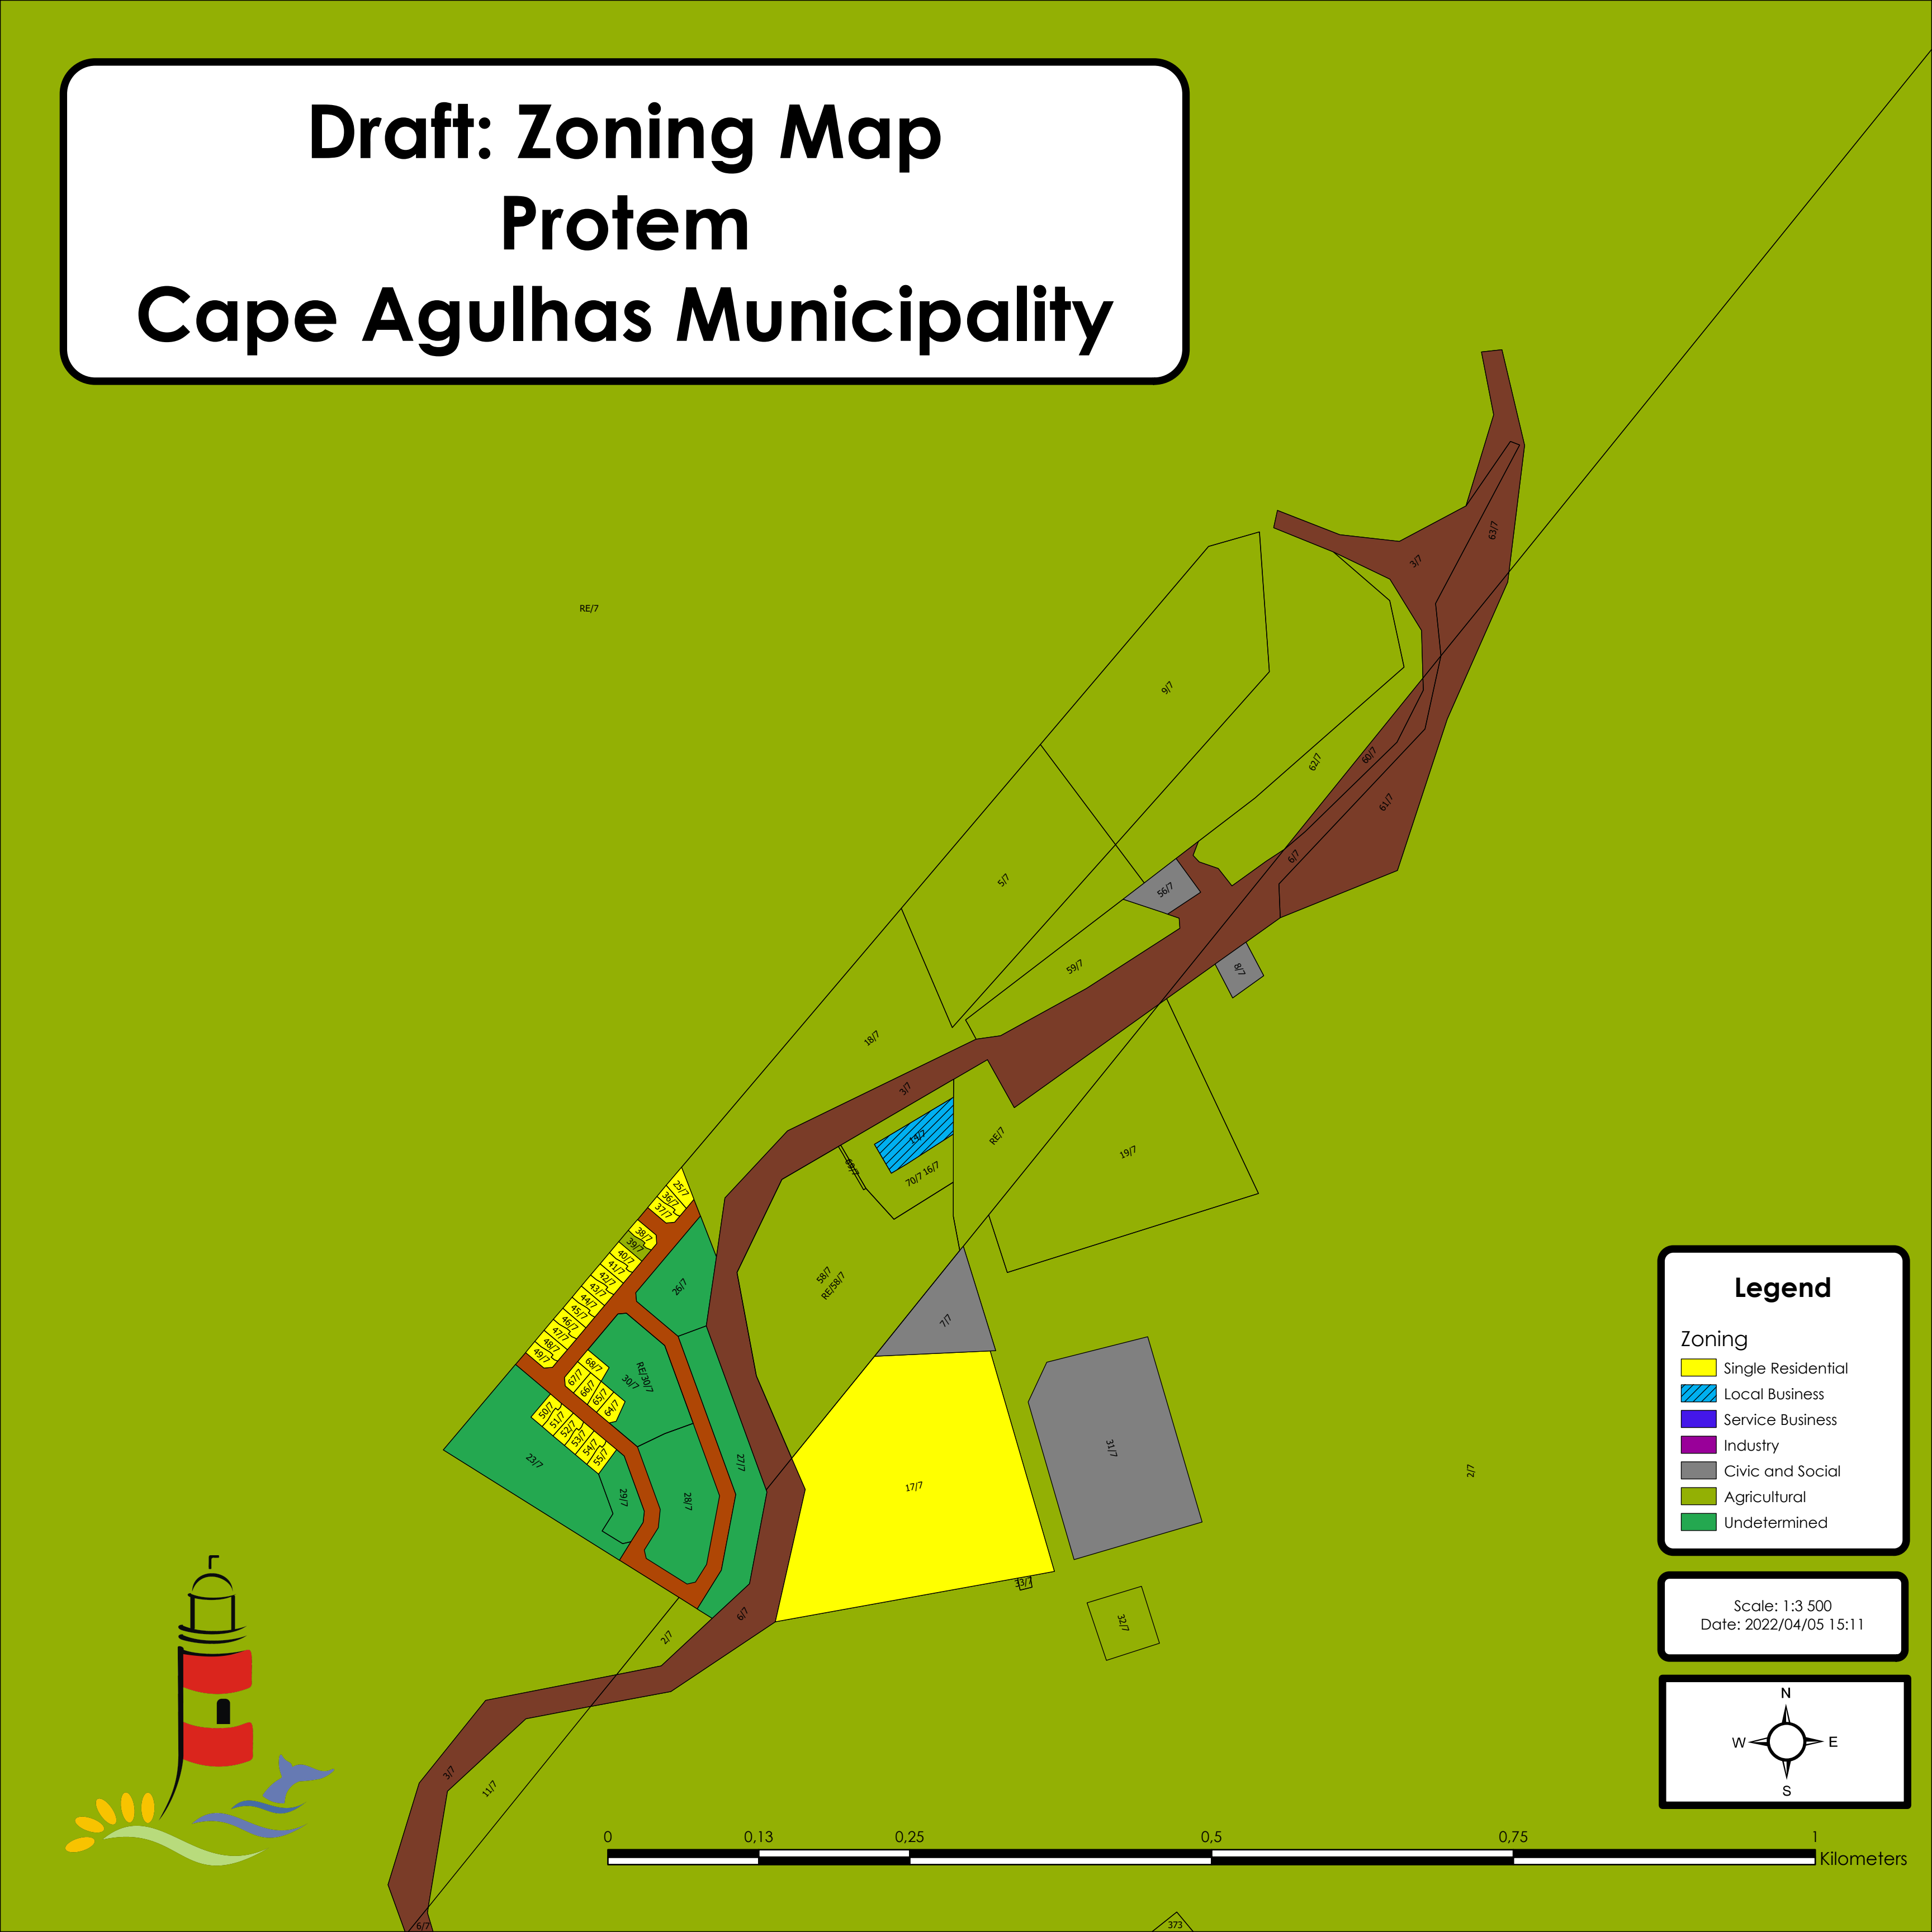 Draft: Zoning Map
Protem
Cape Agulhas Municipality
RE/7
63/7
3/7
9/7
62/7
60/7
61/7
6/7
5/7
56/7
59/7
8/7
18/7
3/7
14/7
RE/7
19/7
69/7
70/7 16/7
25/7
36/7
37/7
38/7
39/7
40/7
41/7
42/7
43/7
44/7
45/7
46/7
47/7
48/7
49/7
26/7
58/7
RE/58/7
7/7
68/7
67/7
66/7
65/7
64/7
RE/30/7
30/7
50/7
51/7
52/7
53/7
54/7
55/7
23/7
27/7
29/7
28/7
17/7
31/7
2/7
33/7
32/7
6/7
2/7
3/7
11/7
6/7
373
Legend
Zoning
Single Residential
Local Business
Service Business
Industry
Civic and Social
Agricultural
Undetermined
Scale: 1:3 500
Date: 2022/04/05 15:11
N
W E
S
0 0,13 0,25 0,5 0,75 1
Kilometers